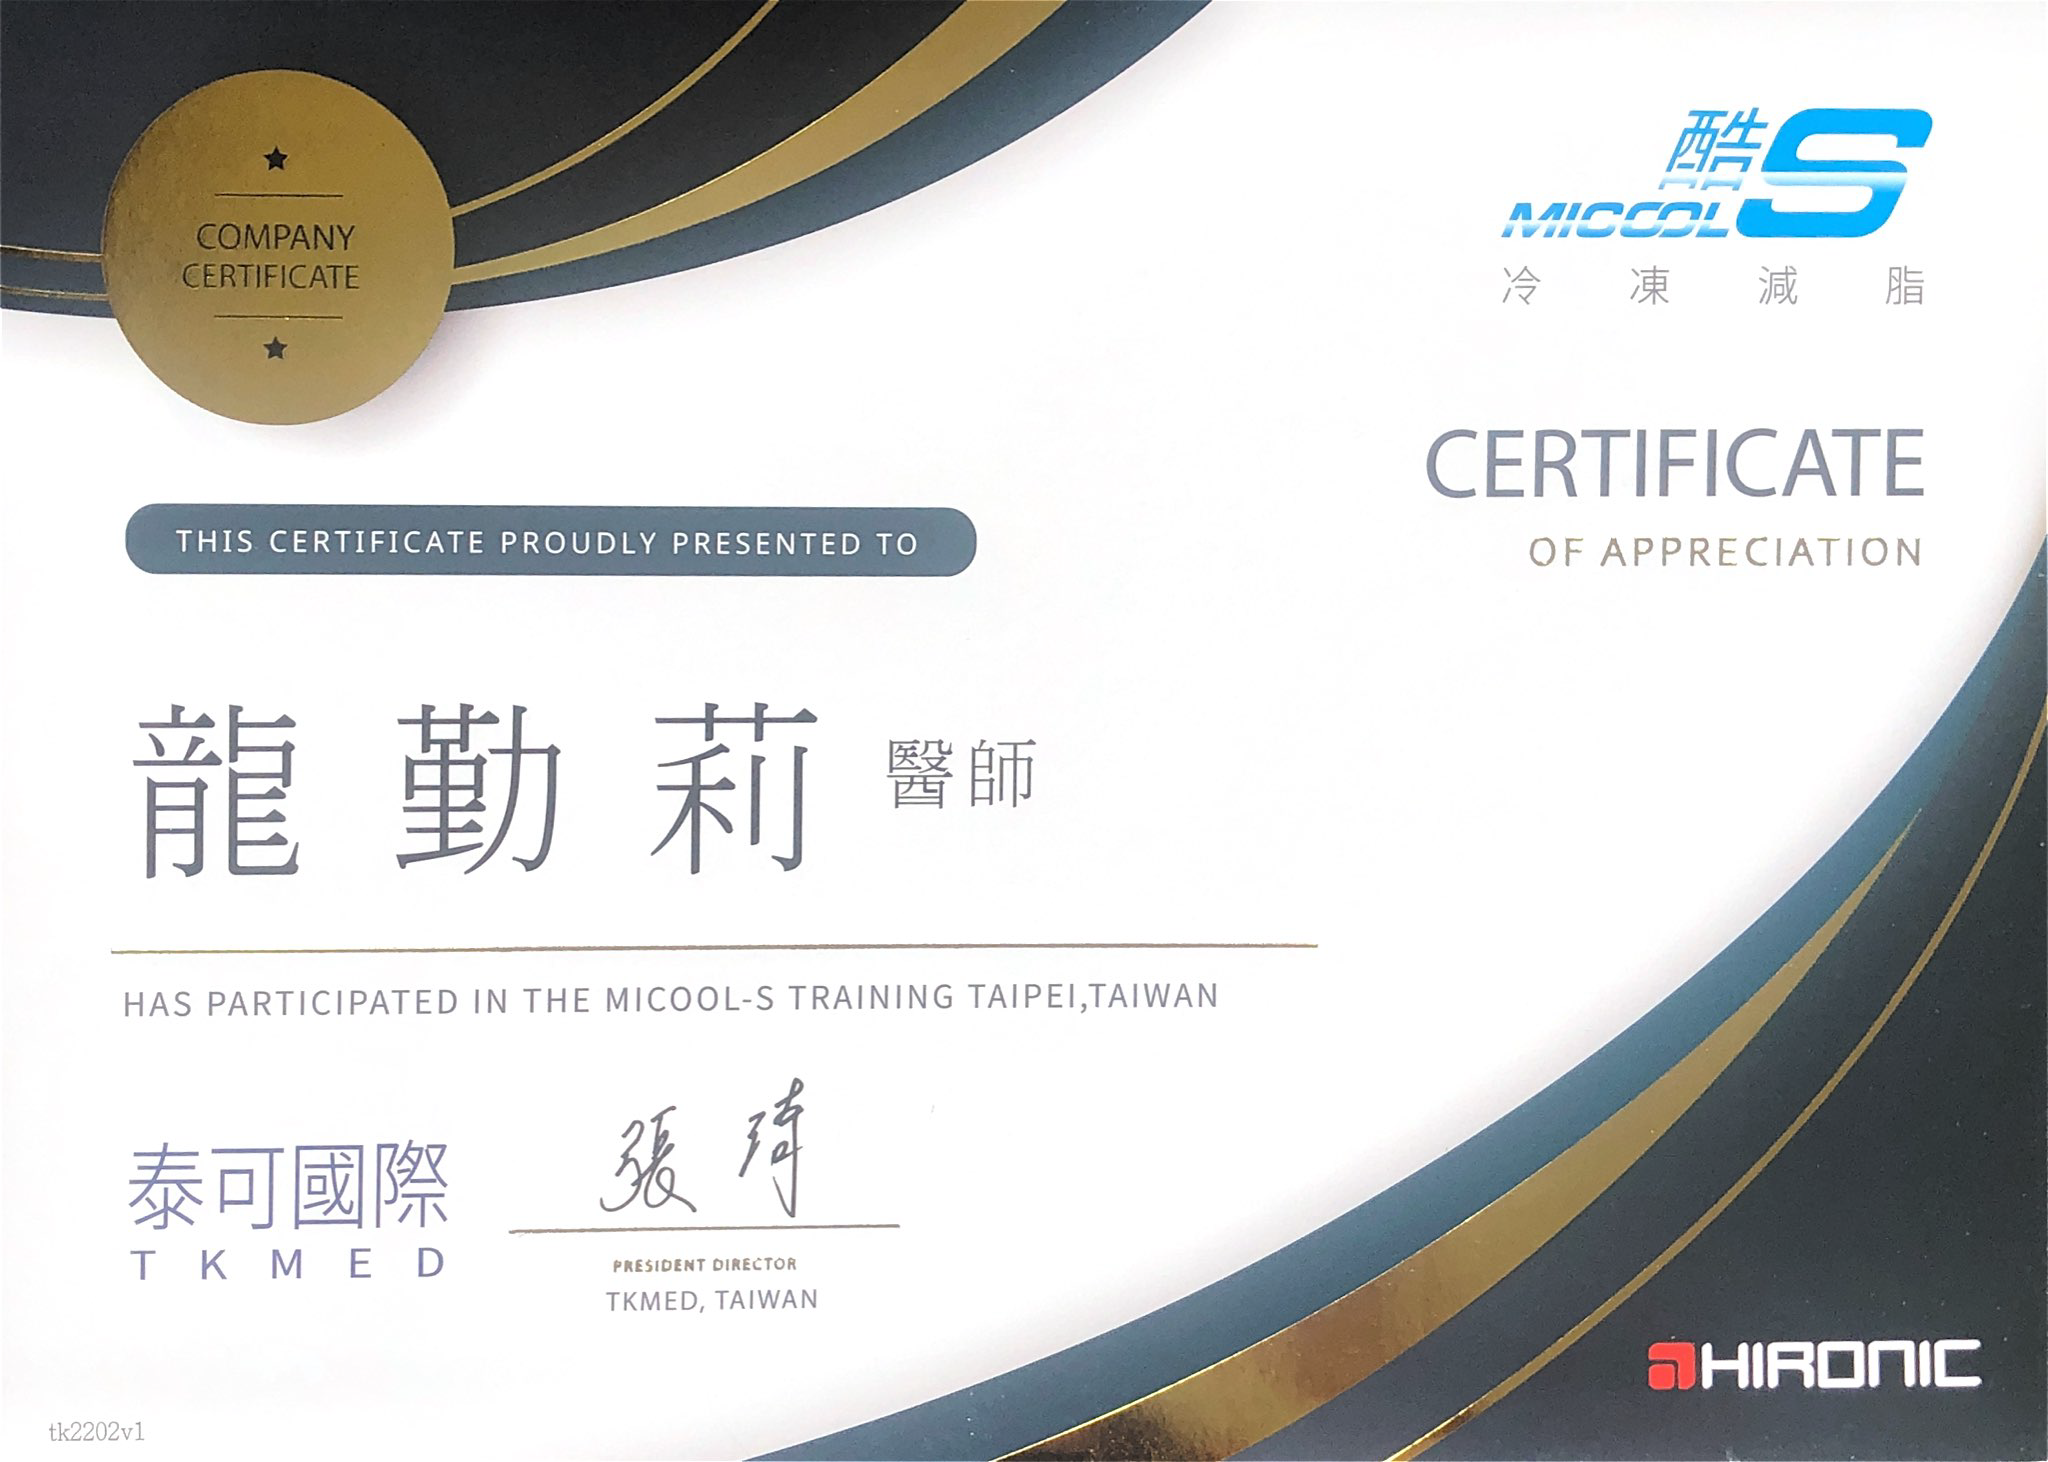 COMPANY
CERTIFICATE
酷S
MICOOL
冷凍減脂
CERTIFICATE
OF APPRECIATION
THIS CERTIFICATE PROUDLY PRESENTED TO
龍勤莉 醫師
HAS PARTICIPATED IN THE MICOOL-S TRAINING TAIPEI,TAIWAN
泰可國際
TKMED
張琦
PRESIDENT DIRECTOR
TKMED, TAIWAN
HIRONIC
tk2202v1